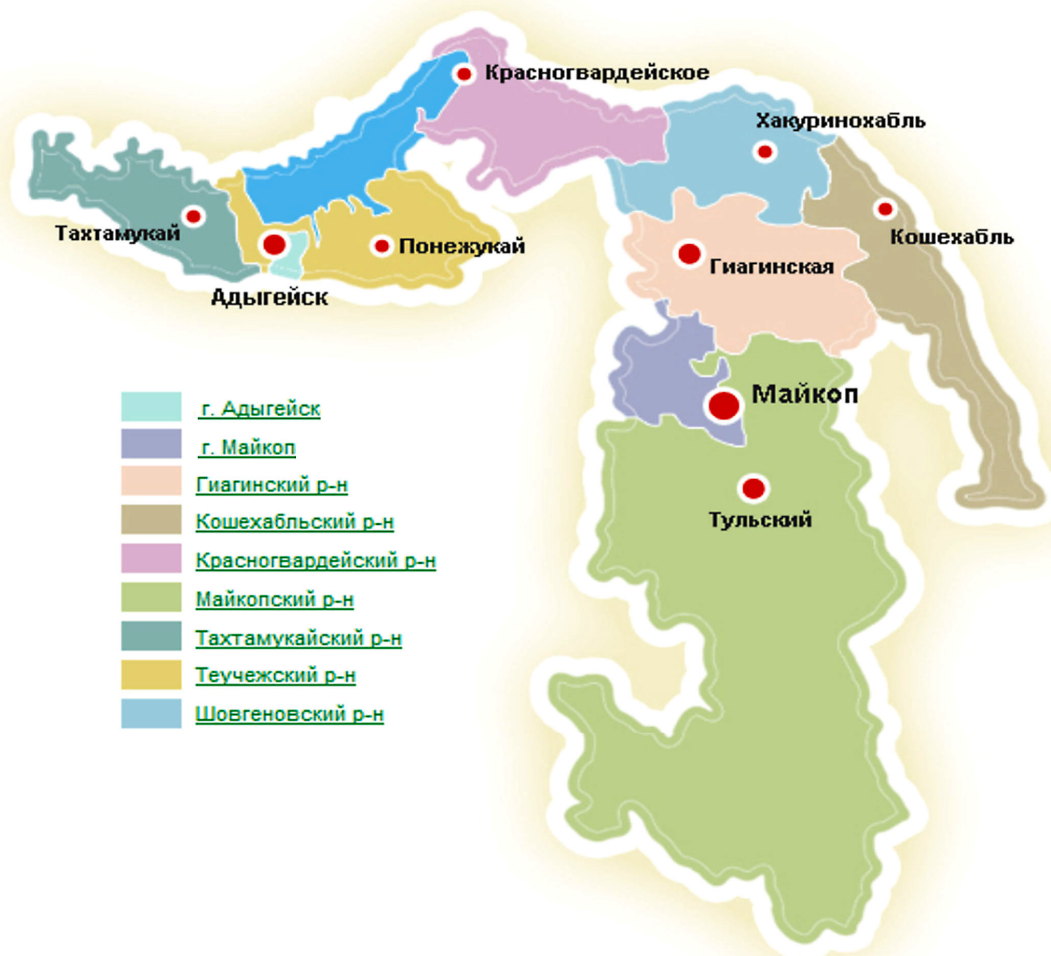 Красногвардейское
Хакуринохабль
Тахтамукай
Понежукай
Кошехабль
Гиагинская
Адыгейск
Майкоп
Тульский
г. Адыгейск
г. Майкоп
Гиагинский р-н
Кошехабльский р-н
Красногвардейский р-н
Майкопский р-н
Тахтамукайский р-н
Теучежский р-н
Шовгеновский р-н